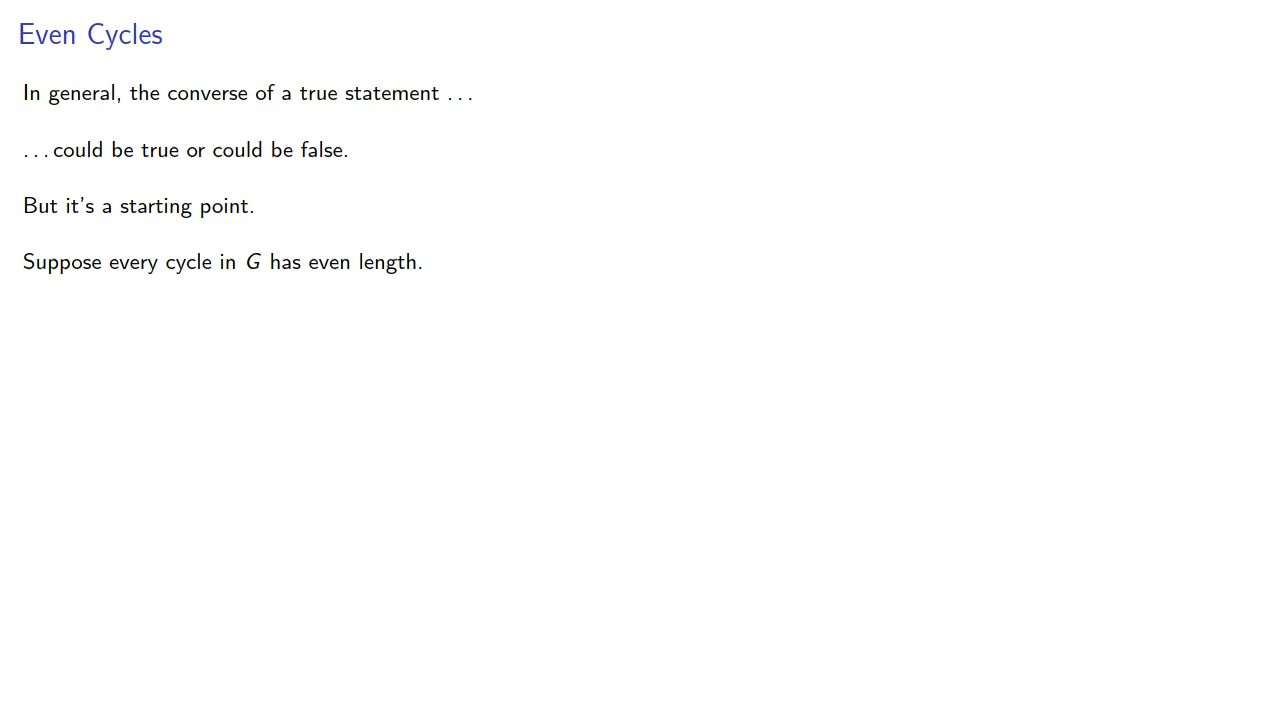 Even Cycles
In general, the converse of a true statement ...
... could be true or could be false.
But it's a starting point.
Suppose every cycle in G has even length.